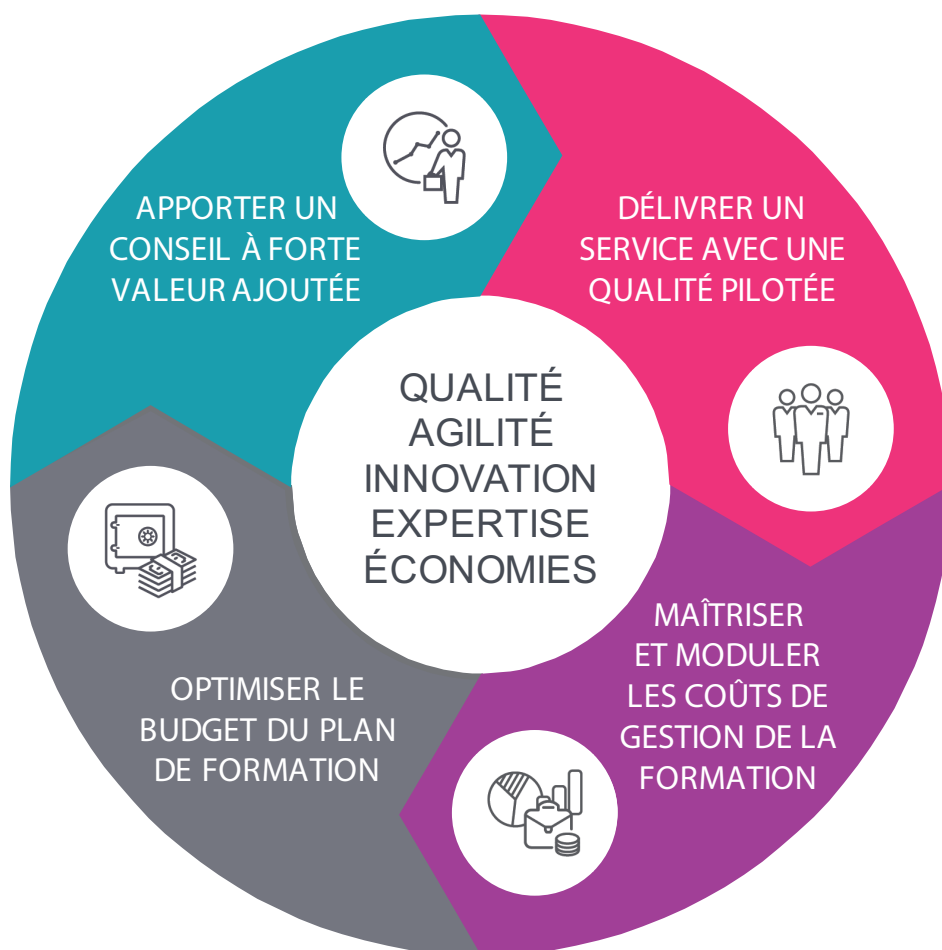 APPORTER UN
CONSEIL À FORTE
VALEUR AJOUTÉE
DÉLIVRER UN
SERVICE AVEC UNE
QUALITÉ PILOTÉE
QUALITÉ
AGILITÉ
INNOVATION
EXPERTISE
ÉCONOMIES
MAÎTRISER
ET MODULER
LES COÛTS DE
GESTION DE LA
FORMATION
OPTIMISER LE
BUDGET DU PLAN
DE FORMATION